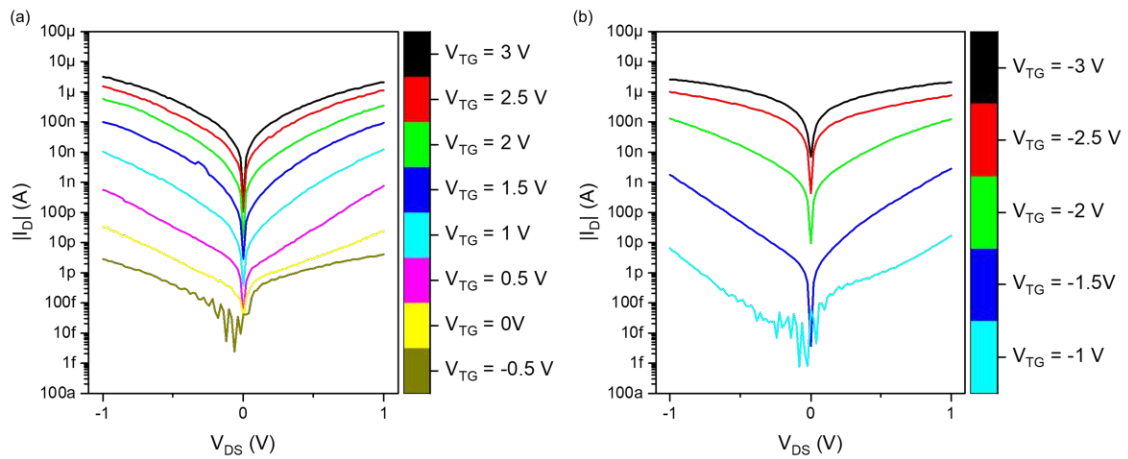 (a)
100µ
10µ
1µ
100n
10n
1n
100p
10p
1p
100f
10f
1f
100a
|I_D| (A)
-1
0
1
V_DS (V)
V_TG = 3 V
V_TG = 2.5 V
V_TG = 2 V
V_TG = 1.5 V
V_TG = 1 V
V_TG = 0.5 V
V_TG = 0V
V_TG = -0.5 V
(b)
100µ
10µ
1µ
100n
10n
1n
100p
10p
1p
100f
10f
1f
100a
|I_D| (A)
-1
0
1
V_DS (V)
V_TG = -3 V
V_TG = -2.5 V
V_TG = -2 V
V_TG = -1.5V
V_TG = -1 V